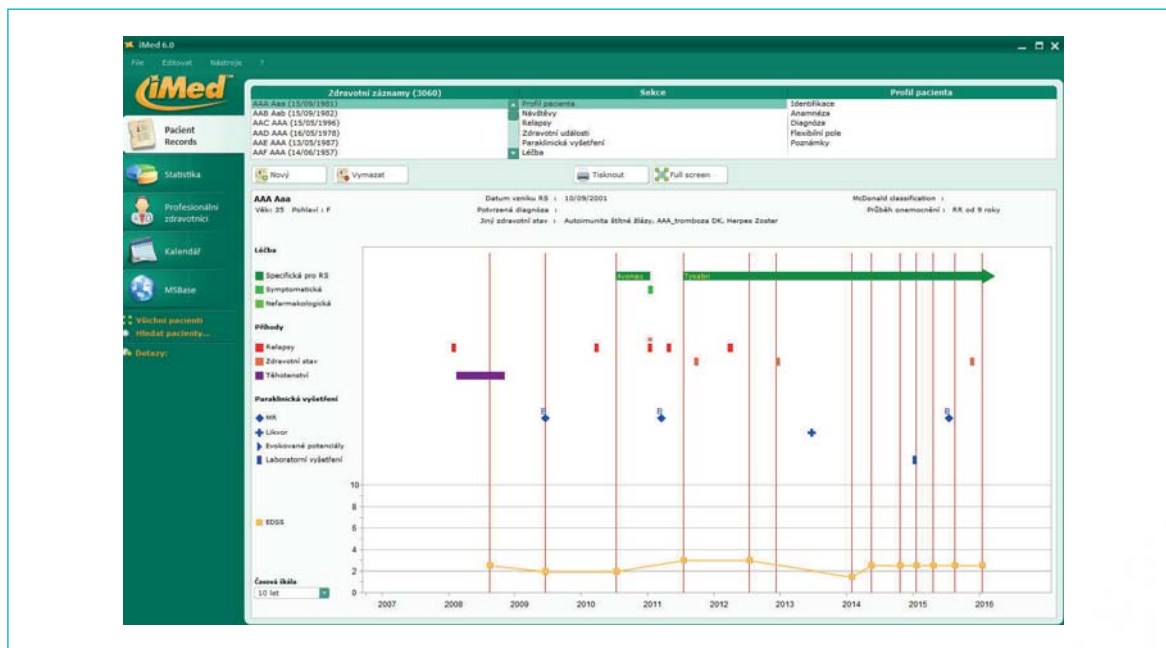 iMed 6.0
File Editovat Nástroje ?
iMed™
Pacient Records
Statistika
Profesionální zdravotníci
Kalendář
MSBase
Všichni pacienti
Hledat pacienty...
Dotazy:
Zdravotní záznamy (3060) Sekce Profil pacienta
AAA Aaa (15/09/1981) Profil pacienta Identifikace
AAB Aab (15/09/1982) Návštěvy Anamnéza
AAC AAA (15/05/1996) Relapsy Diagnóza
AAD AAA (16/05/1978) Zdravotní události Flexibilní pole
AAE AAA (13/05/1987) Paraklinická vyšetření Poznámky
AAF AAA (14/06/1957) Léčba
Nový Vymazat Tisknout Full screen
AAA Aaa Datum vzniku RS : 10/09/2001 McDonald classification :
Věk: 25 Pohlaví : F Potvrzená diagnóza : Průběh onemocnění : RR od 9 roky
Jiný zdravotní stav : Autoimunita štítné žlázy, AAA_tromboza DK, Herpes Zoster
Léčba
Specifická pro RS Avonex Tysabri
Symptomatická
Nefarmakologická
Příhody
Relapsy
Zdravotní stav
Těhotenství
Paraklinická vyšetření
MR
Likvor
Evokované potenciály
Laboratorní vyšetření
10
8
EDSS 6
4
2
Časová škála
10 let 0
2007 2008 2009 2010 2011 2012 2013 2014 2015 2016